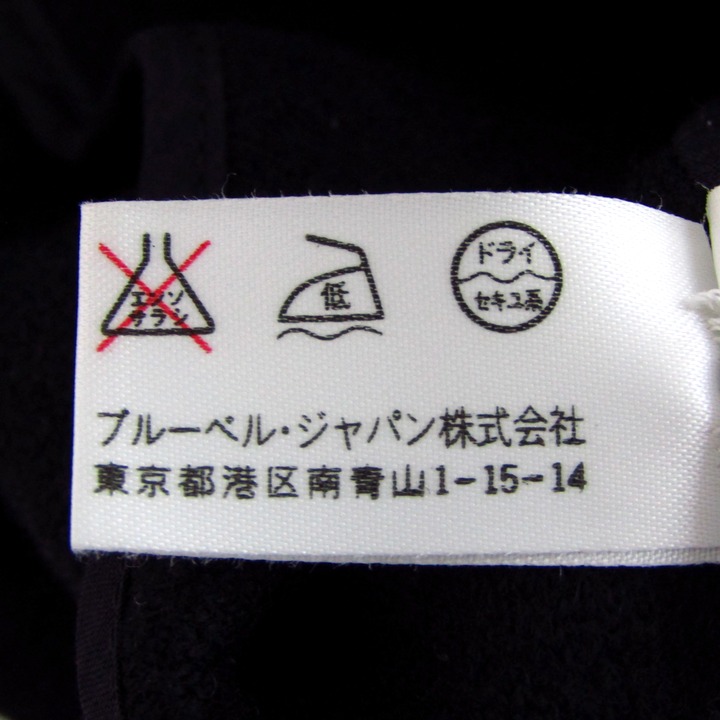 エンソ
サラシ
低
ドライ
セキユ系
ブルーベル・ジャパン株式会社
東京都港区南青山1-15-14